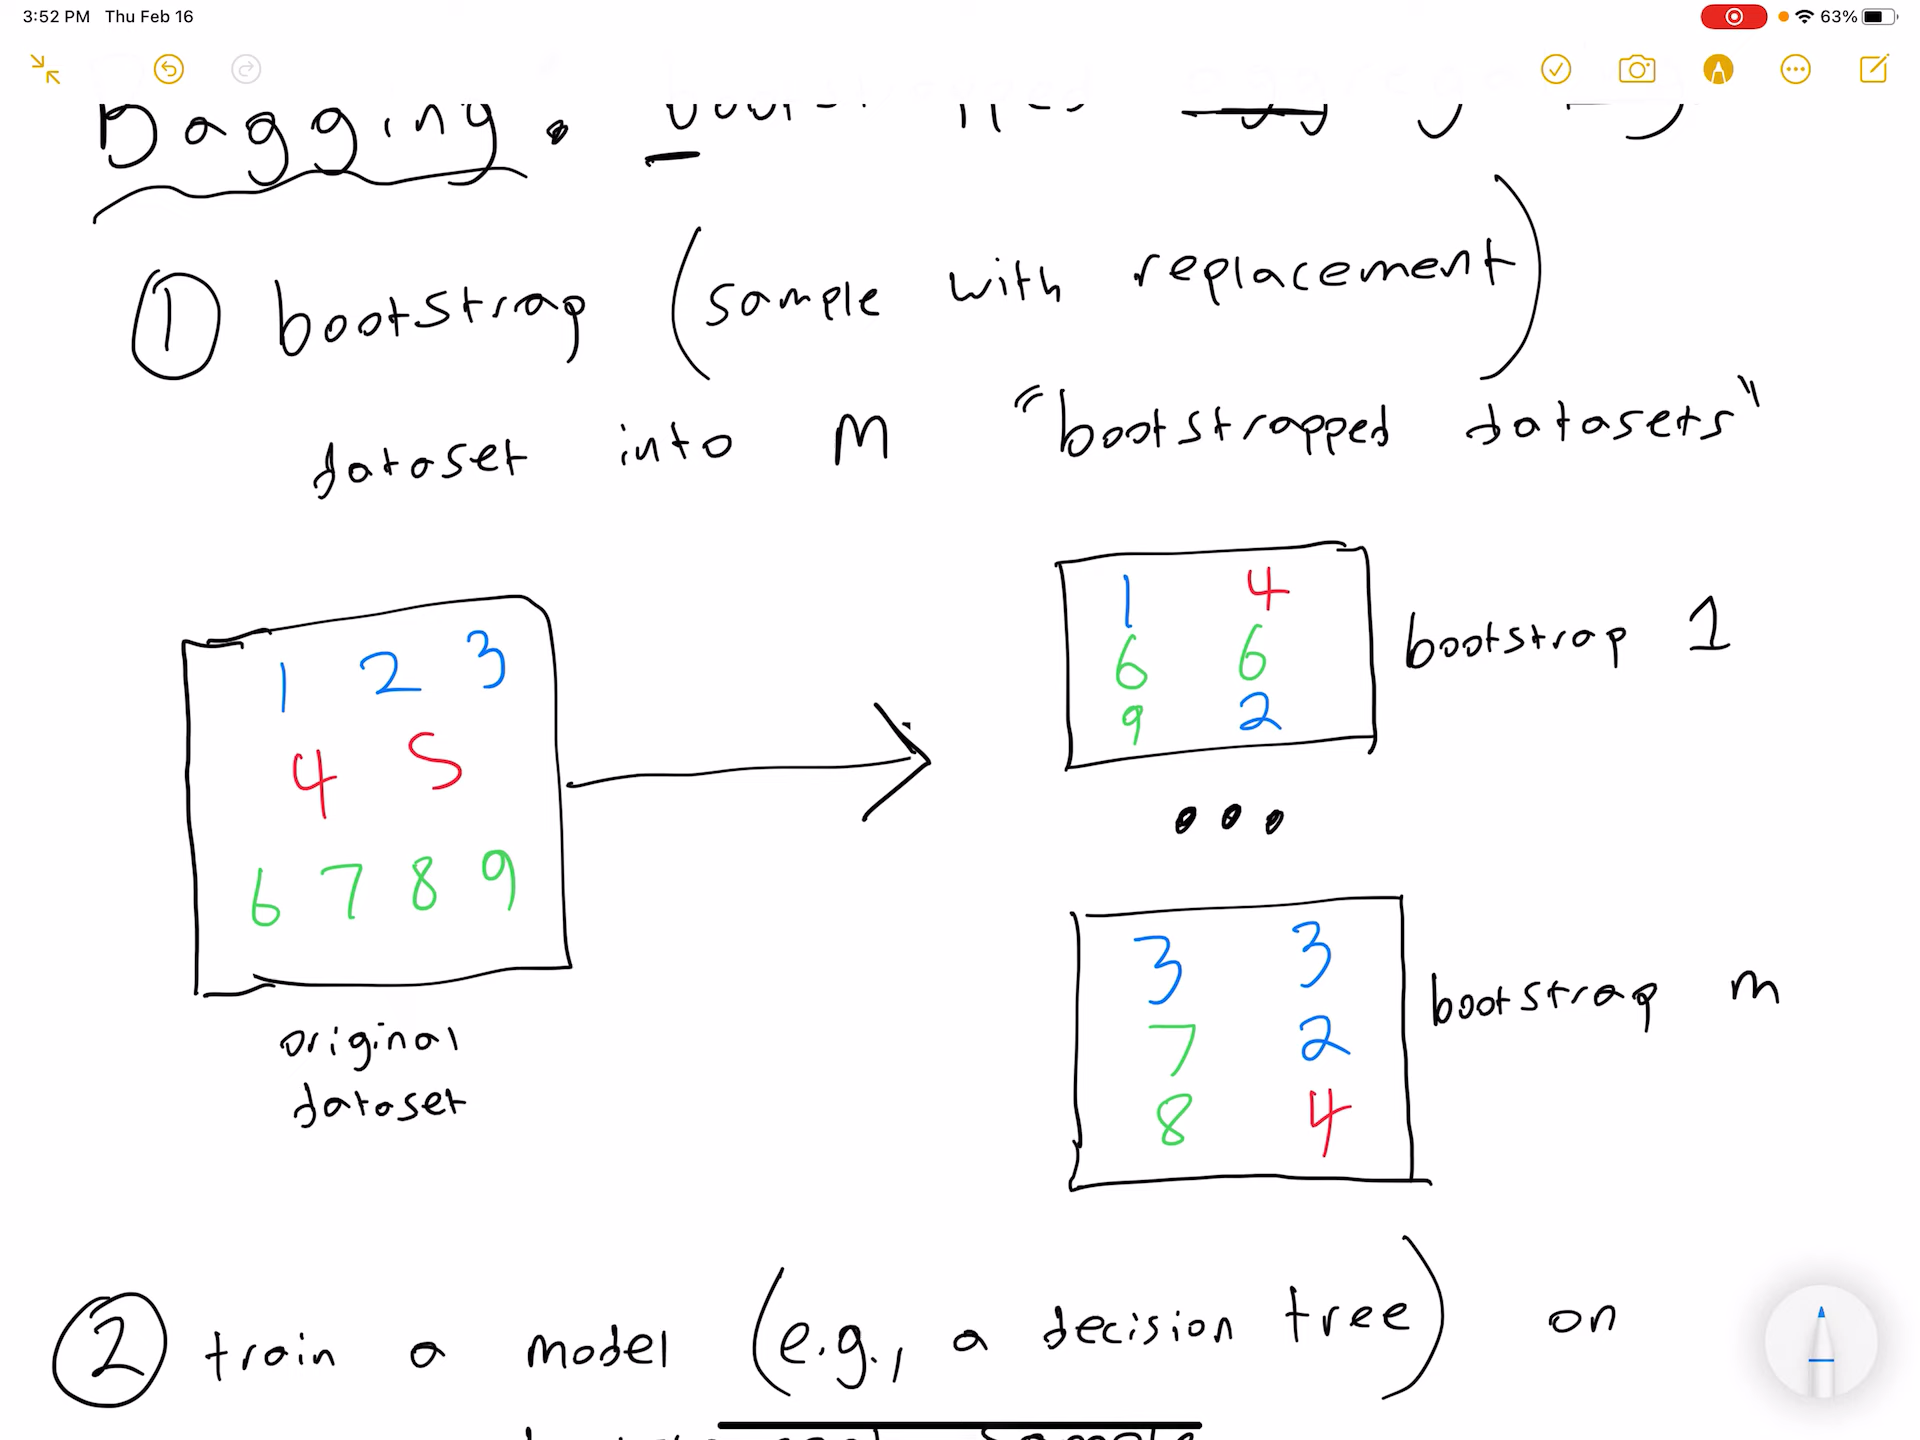 3:52 PM Thu Feb 16
63%
Bagging:
① bootstrap (sample with replacement)
dataset into M "bootstrapped datasets"
1 2 3
4 5
6 7 8 9
original
dataset
1 4
6 6
9 2
bootstrap 1
...
3 3
7 2
8 4
bootstrap m
② train a model (e.g., a decision tree) on
sample